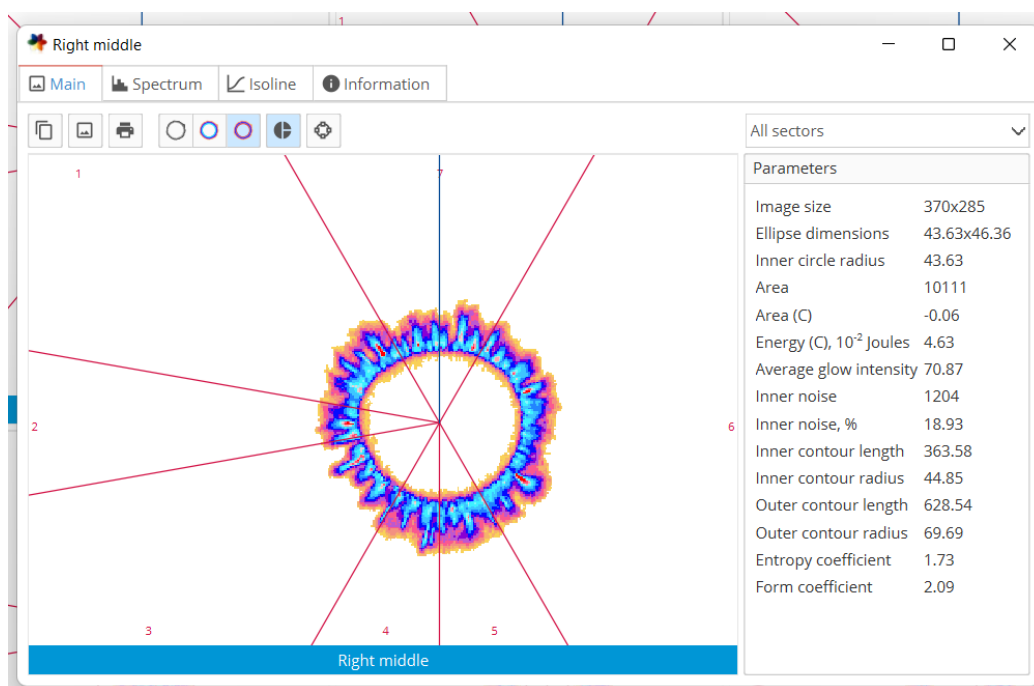 1
Right middle
Main
Spectrum
Isoline
Information
All sectors
1
7
2
6
3
4
5
Right middle
Parameters
Image size 370x285
Ellipse dimensions 43.63x46.36
Inner circle radius 43.63
Area 10111
Area (C) -0.06
Energy (C), 10⁻² Joules 4.63
Average glow intensity 70.87
Inner noise 1204
Inner noise, % 18.93
Inner contour length 363.58
Inner contour radius 44.85
Outer contour length 628.54
Outer contour radius 69.69
Entropy coefficient 1.73
Form coefficient 2.09